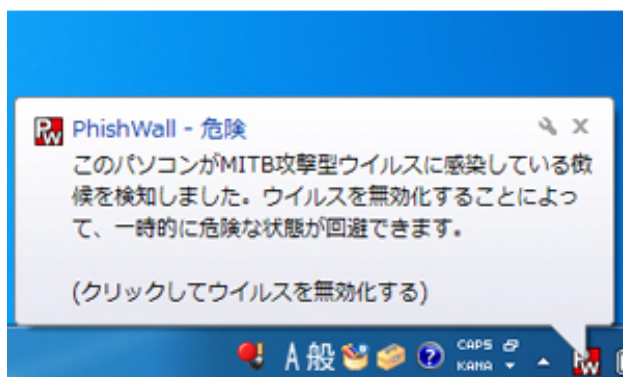 PhishWall - 危険
このパソコンがMITB攻撃型ウイルスに感染している徴
候を検知しました。ウイルスを無効化することによっ
て、一時的に危険な状態が回避できます。
(クリックしてウイルスを無効化する)
A 般 CAPS
KANA
PW